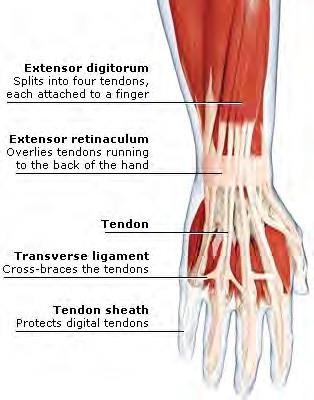 Extensor digitorum
Splits into four tendons,
each attached to a finger
Extensor retinaculum
Overlies tendons running
to the back of the hand
Tendon
Transverse ligament
Cross-braces the tendons
Tendon sheath
Protects digital tendons